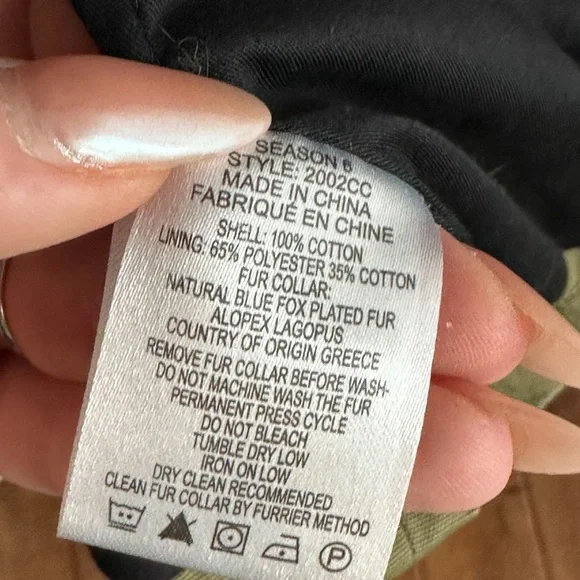 SEASON 8
STYLE: 2002CC
MADE IN CHINA
FABRIQUÉ EN CHINE
SHELL: 100% COTTON
LINING: 65% POLYESTER 35% COTTON
FUR COLLAR:
NATURAL BLUE FOX PLATED FUR
ALOPEX LAGOPUS
COUNTRY OF ORIGIN GREECE
REMOVE FUR COLLAR BEFORE WASH-
DO NOT MACHINE WASH THE FUR
PERMANENT PRESS CYCLE
DO NOT BLEACH
TUMBLE DRY LOW
IRON ON LOW
DRY CLEAN RECOMMENDED
CLEAN FUR COLLAR BY FURRIER METHOD
P